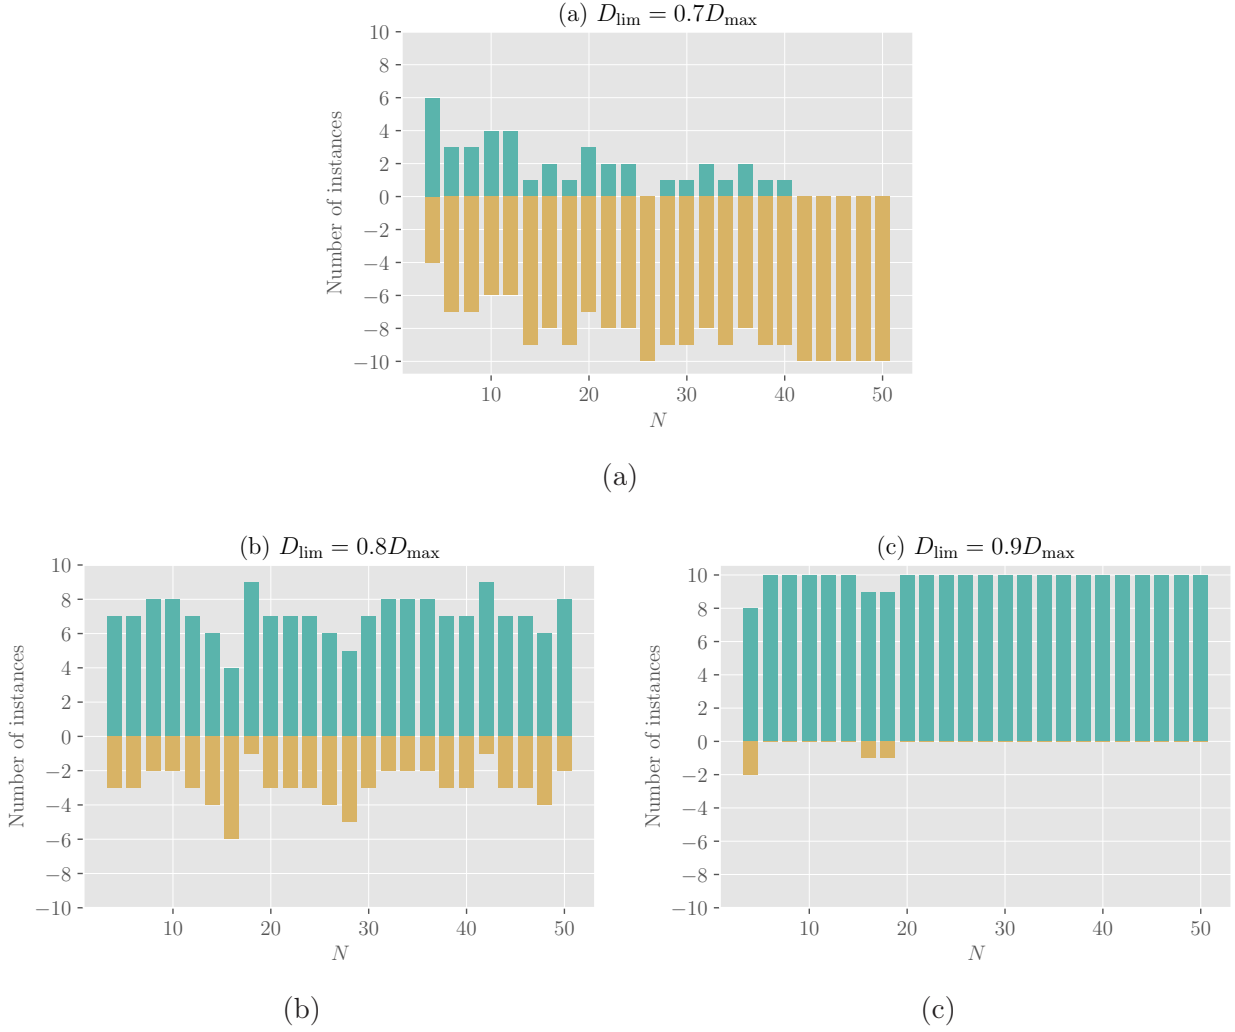 (a) D_lim = 0.7D_max
10
8
6
4
2
0
−2
−4
−6
−8
−10
Number of instances
10 20 30 40 50
N
(a)
(b) D_lim = 0.8D_max
10
8
6
4
2
0
−2
−4
−6
−8
−10
Number of instances
10 20 30 40 50
N
(b)
(c) D_lim = 0.9D_max
10
8
6
4
2
0
−2
−4
−6
−8
−10
Number of instances
10 20 30 40 50
N
(c)